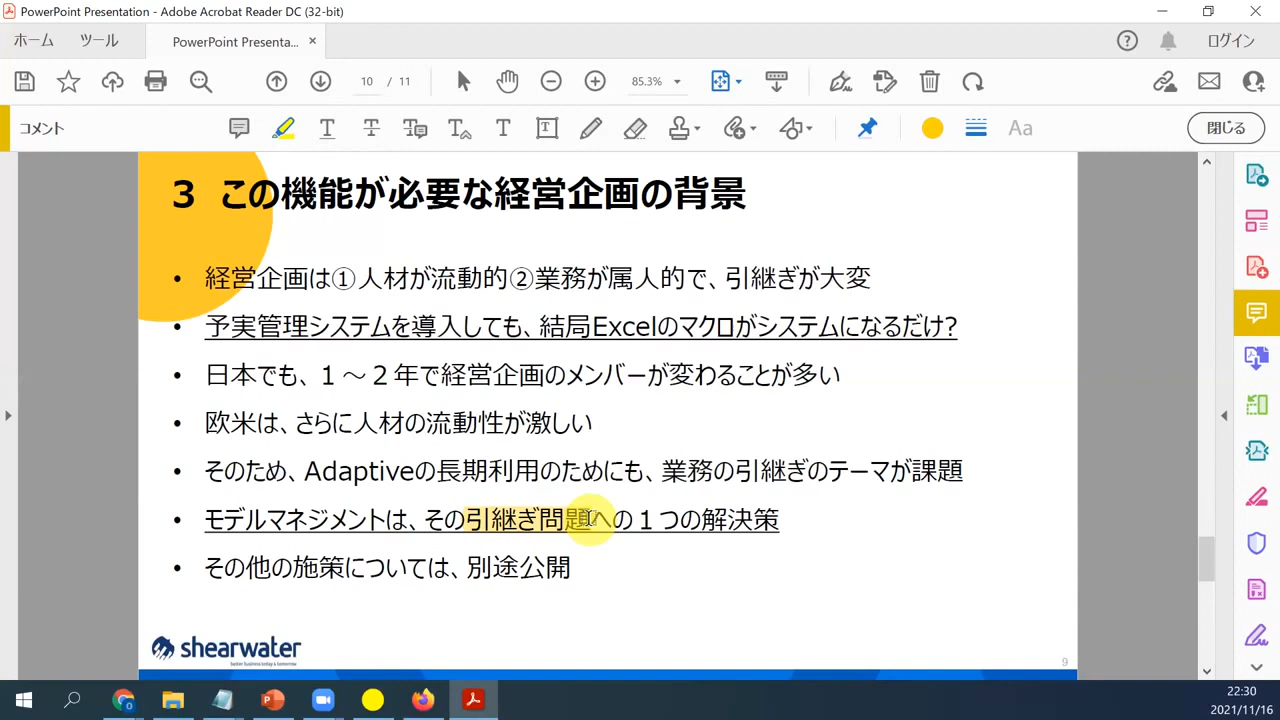 PowerPoint Presentation - Adobe Acrobat Reader DC (32-bit)
ホーム ツール PowerPoint Presenta... × ログイン
10 / 11 85.3%
コメント Aa 閉じる
3 この機能が必要な経営企画の背景
• 経営企画は①人材が流動的②業務が属人的で、引継ぎが大変
• 予実管理システムを導入しても、結局Excelのマクロがシステムになるだけ?
• 日本でも、１～２年で経営企画のメンバーが変わることが多い
• 欧米は、さらに人材の流動性が激しい
• そのため、Adaptiveの長期利用のためにも、業務の引継ぎのテーマが課題
• モデルマネジメントは、その引継ぎ問題への１つの解決策
• その他の施策については、別途公開
shearwater
better business today & tomorrow
9
22:30
2021/11/16